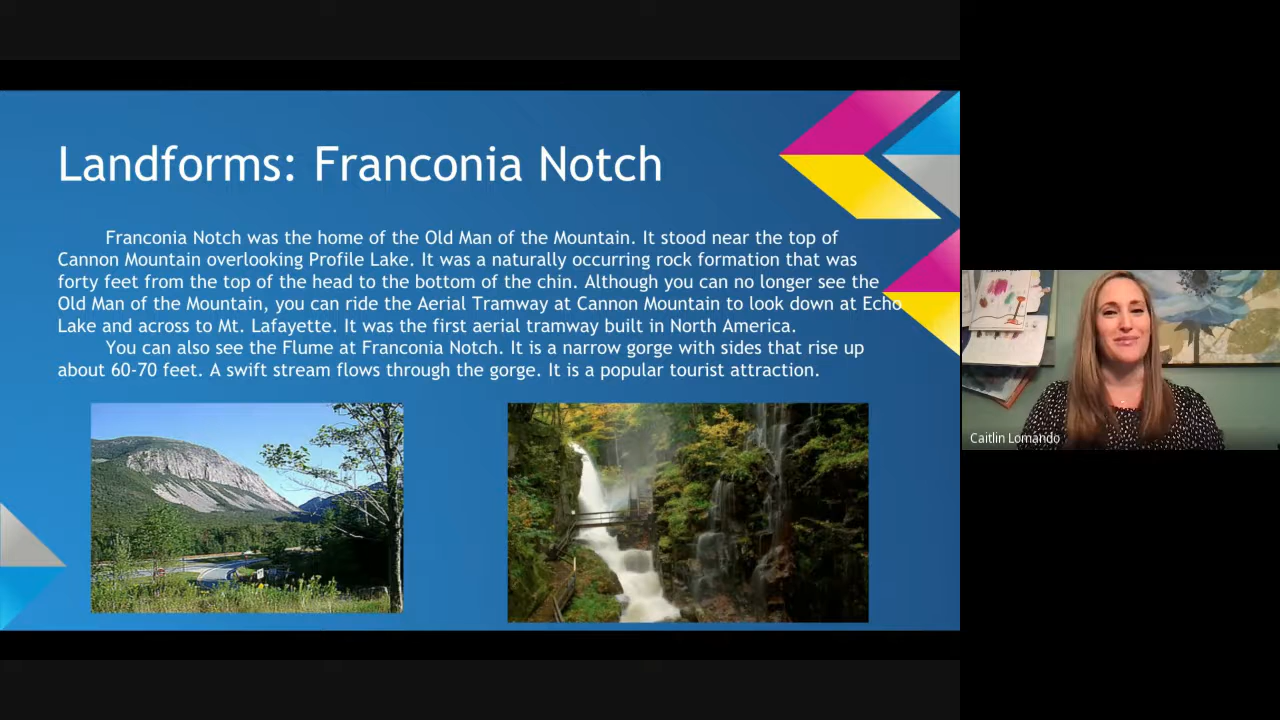 Landforms: Franconia Notch
Franconia Notch was the home of the Old Man of the Mountain. It stood near the top of
Cannon Mountain overlooking Profile Lake. It was a naturally occurring rock formation that was
forty feet from the top of the head to the bottom of the chin. Although you can no longer see the
Old Man of the Mountain, you can ride the Aerial Tramway at Cannon Mountain to look down at Echo
Lake and across to Mt. Lafayette. It was the first aerial tramway built in North America.
You can also see the Flume at Franconia Notch. It is a narrow gorge with sides that rise up
about 60-70 feet. A swift stream flows through the gorge. It is a popular tourist attraction.
Caitlin Lomando